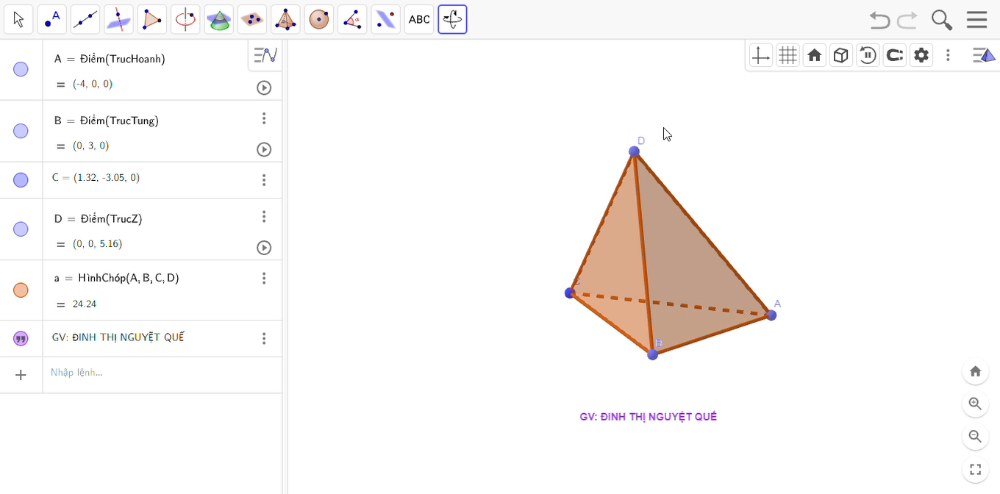 A
ABC
A = Điểm(TrucHoanh)
= (-4, 0, 0)
B = Điểm(TrucTung)
= (0, 3, 0)
C = (1.32, -3.05, 0)
D = Điểm(TrucZ)
= (0, 0, 5.16)
a = HìnhChóp(A, B, C, D)
= 24.24
GV: ĐINH THỊ NGUYỆT QUẾ
Nhập lệnh...
D
C
A
B
GV: ĐINH THỊ NGUYỆT QUẾ